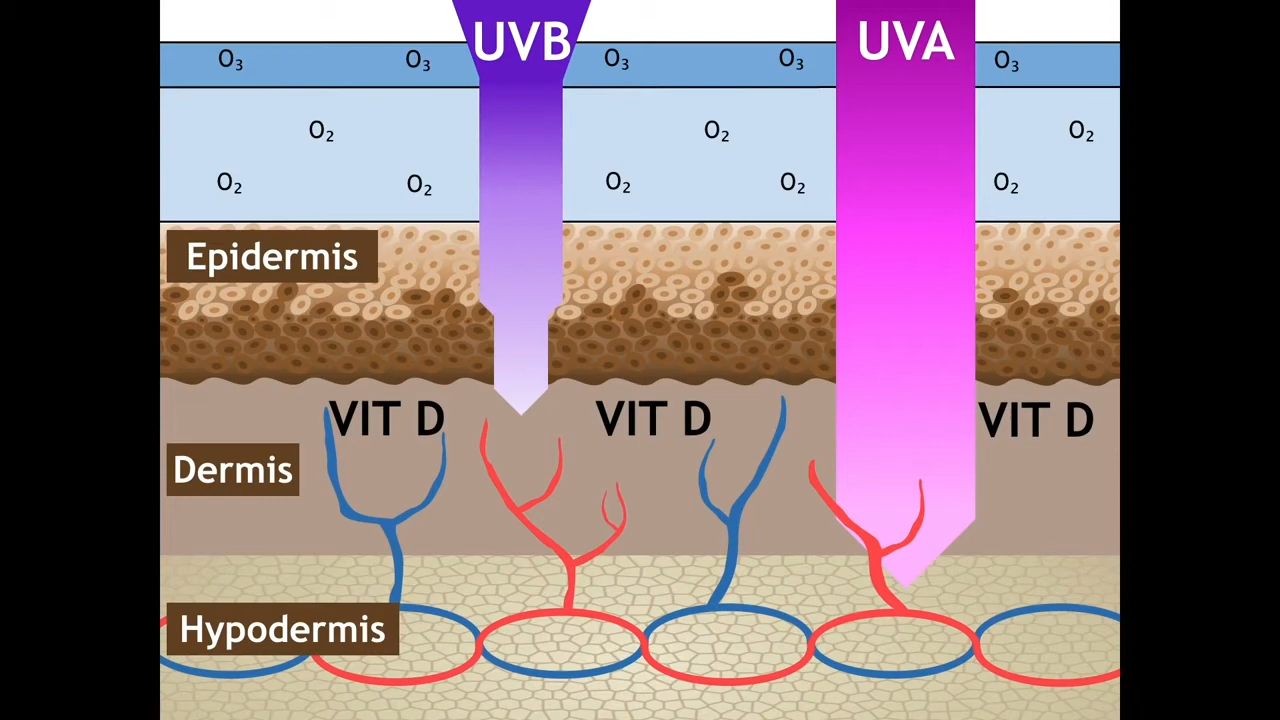 UVB
UVA
O₃
O₃
O₃
O₃
O₃
O₂
O₂
O₂
O₂
O₂
O₂
O₂
O₂
Epidermis
VIT D
VIT D
VIT D
Dermis
Hypodermis